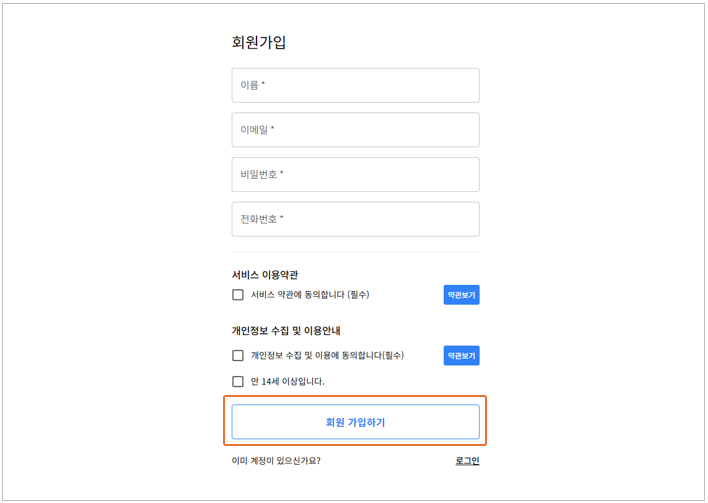 회원가입
이름 *
이메일 *
비밀번호 *
전화번호 *
서비스 이용약관
서비스 약관에 동의합니다 (필수)
약관보기
개인정보 수집 및 이용안내
개인정보 수집 및 이용에 동의합니다(필수)
약관보기
만 14세 이상입니다.
회원 가입하기
이미 계정이 있으신가요?
로그인